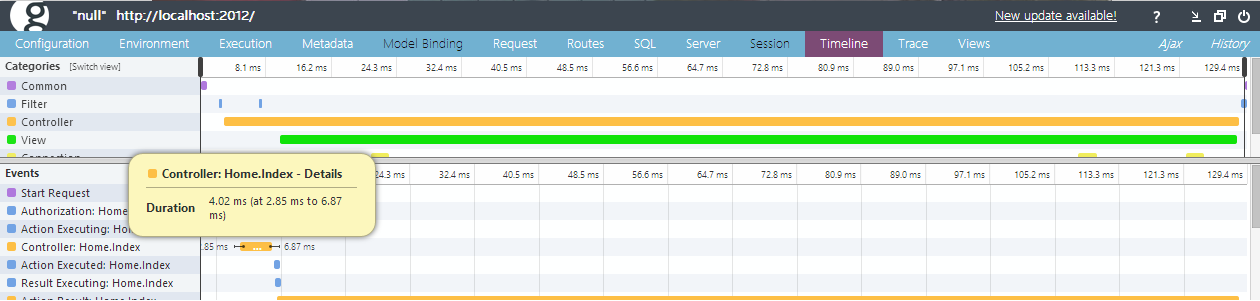 g "null" http://localhost:2012/ New update available! ?
Configuration Environment Execution Metadata Model Binding Request Routes SQL Server Session Timeline Trace Views Ajax History
Categories [Switch view] 8.1 ms 16.2 ms 24.3 ms 32.4 ms 40.5 ms 48.5 ms 56.6 ms 64.7 ms 72.8 ms 80.9 ms 89.0 ms 97.1 ms 105.2 ms 113.3 ms 121.3 ms 129.4 ms
Common
Filter
Controller
View
Connection
Events 24.3 ms 32.4 ms 40.5 ms 48.5 ms 56.6 ms 64.7 ms 72.8 ms 80.9 ms 89.0 ms 97.1 ms 105.2 ms 113.3 ms 121.3 ms 129.4 ms
Controller: Home.Index - Details
Duration 4.02 ms (at 2.85 ms to 6.87
ms)
Start Request
Authorization: Hom
Action Executing: Hom
Controller: Home.Index .85 ms ... 6.87 ms
Action Executed: Home.Index
Result Executing: Home.Index
Action Result: Home.Index